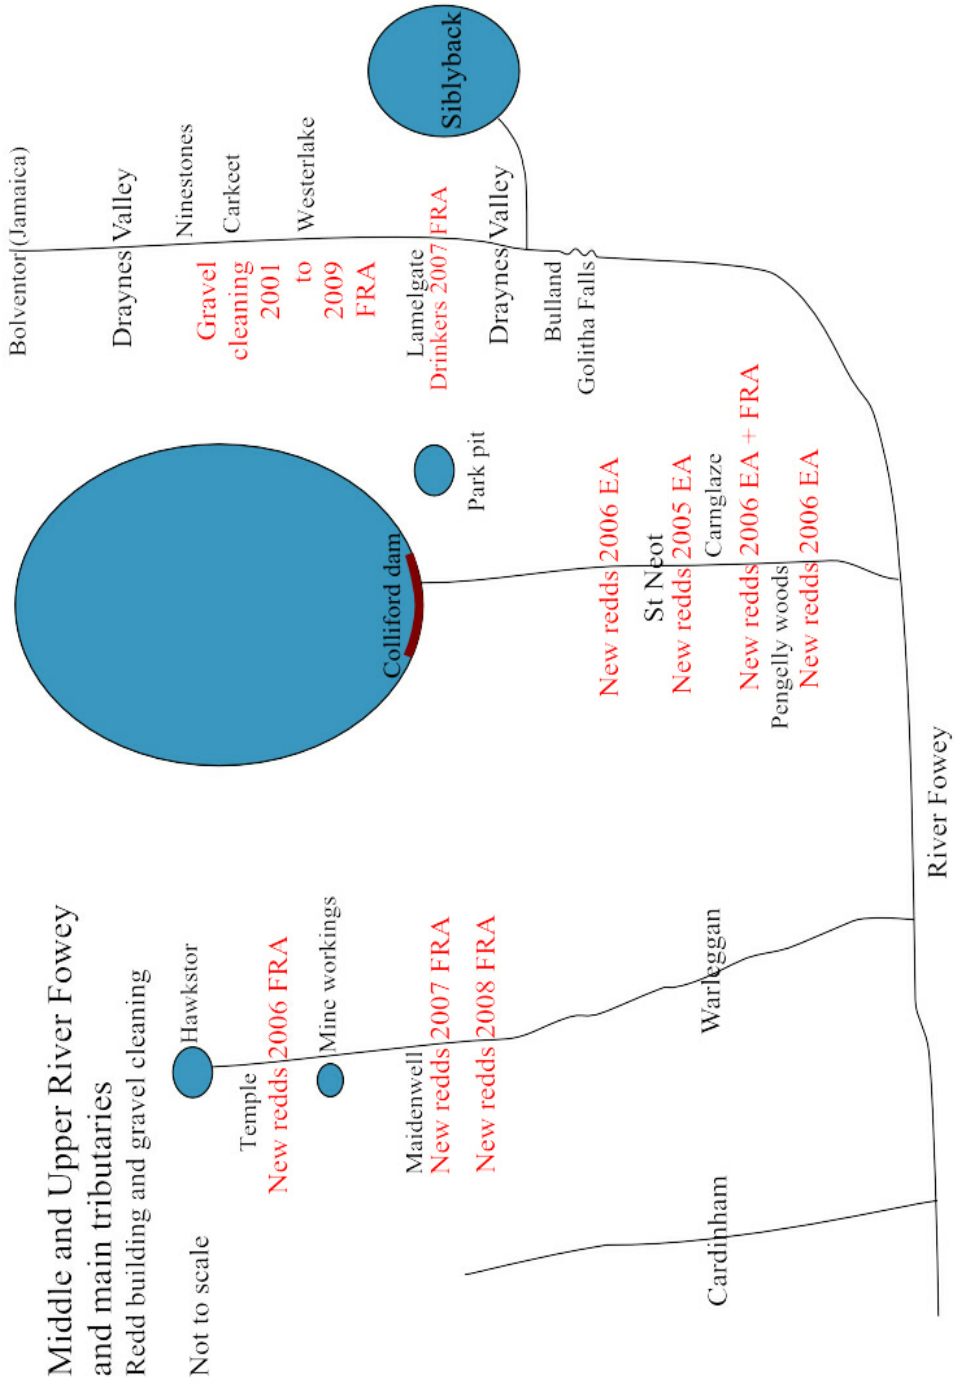 Middle and Upper River Fowey
and main tributaries
Redd building and gravel cleaning
Not to scale
Hawkstor
Temple
New redds 2006 FRA
Mine workings
Maidenwell
New redds 2007 FRA
New redds 2008 FRA
Warleggan
Cardinham
Colliford dam
Park pit
New redds 2006 EA
St Neot
New redds 2005 EA
Carnglaze
New redds 2006 EA + FRA
Pengelly woods
New redds 2006 EA
River Fowey
Bolventor (Jamaica)
Draynes Valley
Ninestones
Carkeet
Gravel
cleaning
2001
to
2009
FRA
Westerlake
Lamelgate
Drinkers 2007 FRA
Siblyback
Draynes Valley
Bulland
Golitha Falls